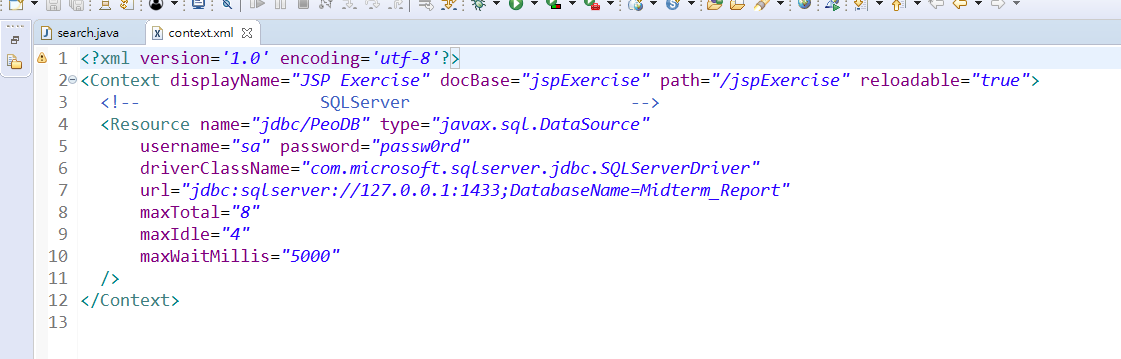 search.java context.xml
1 <?xml version='1.0' encoding='utf-8'?>
2 <Context displayName="JSP Exercise" docBase="jspExercise" path="/jspExercise" reloadable="true">
3 <!-- SQLServer -->
4 <Resource name="jdbc/PeoDB" type="javax.sql.DataSource"
5 username="sa" password="passw0rd"
6 driverClassName="com.microsoft.sqlserver.jdbc.SQLServerDriver"
7 url="jdbc:sqlserver://127.0.0.1:1433;DatabaseName=Midterm_Report"
8 maxTotal="8"
9 maxIdle="4"
10 maxWaitMillis="5000"
11 />
12 </Context>
13